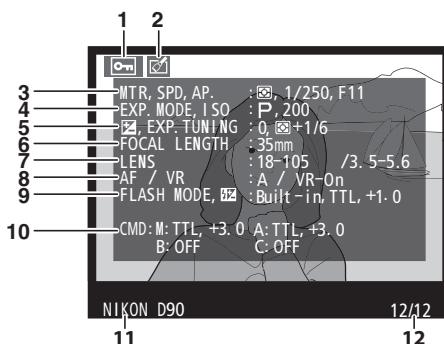 1 2
3 MTR, SPD, AP. : , 1/250, F11
4 EXP. MODE, ISO : P, 200
5 , EXP. TUNING : 0, +1/6
6 FOCAL LENGTH : 35mm
7 LENS : 18-105 /3.5-5.6
8 AF / VR : A / VR-On
9 FLASH MODE, : Built-in, TTL, +1.0
10 CMD: M: TTL, +3.0 A: TTL, +3.0
B: OFF C: OFF
NIKON D90 12/12
11 12